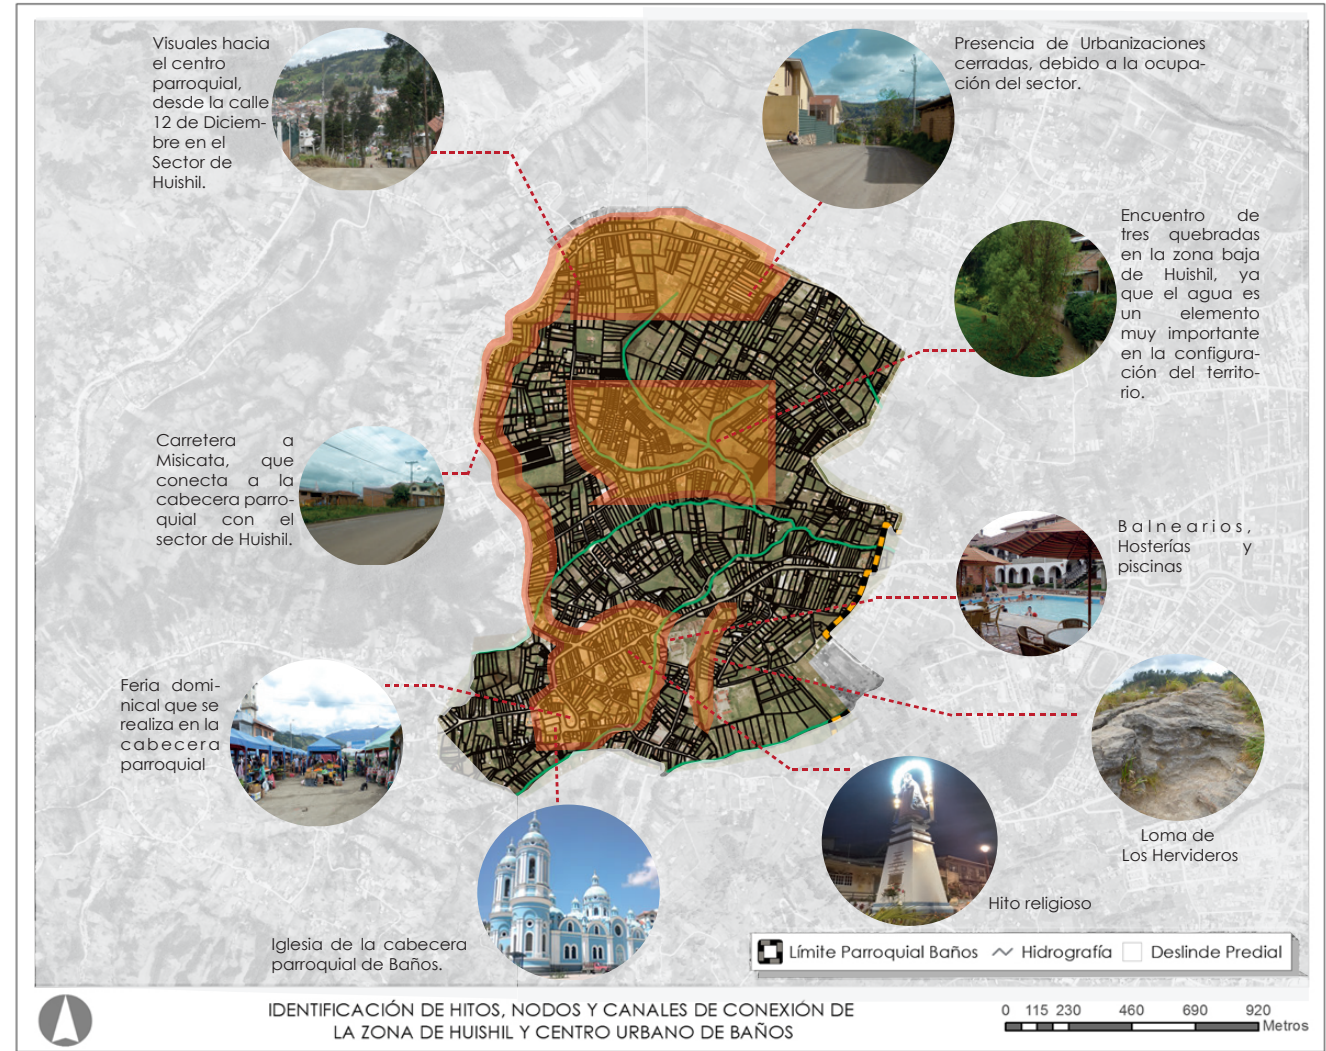 Visuales hacia
el centro
parroquial,
desde la calle
12 de Diciem-
bre en el
Sector de
Huishil.
Presencia de Urbanizaciones
cerradas, debido a la ocupa-
ción del sector.
Encuentro de
tres quebradas
en la zona baja
de Huishil, ya
que el agua es
un elemento
muy importante
en la configura-
ción del territo-
rio.
Carretera a
Misicata, que
conecta a la
cabecera parro-
quial con el
sector de Huishil.
Balnearios,
Hosterías y
piscinas
Feria domi-
nical que se
realiza en la
cabecera
parroquial
Loma de
Los Hervideros
Hito religioso
Iglesia de la cabecera
parroquial de Baños.
Límite Parroquial Baños Hidrografía Deslinde Predial
IDENTIFICACIÓN DE HITOS, NODOS Y CANALES DE CONEXIÓN DE
LA ZONA DE HUISHIL Y CENTRO URBANO DE BAÑOS
0 115 230 460 690 920
Metros